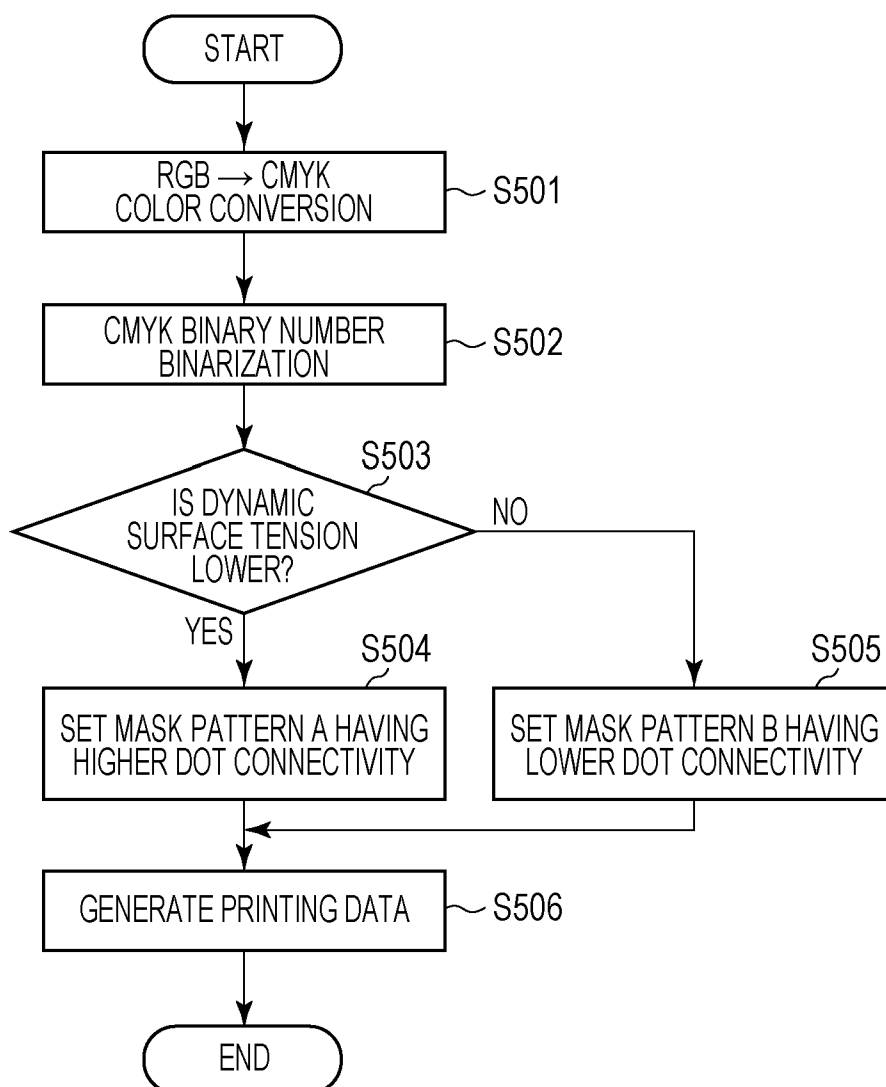 START
RGB → CMYK
COLOR CONVERSION
S501
CMYK BINARY NUMBER
BINARIZATION
S502
S503
IS DYNAMIC
SURFACE TENSION
LOWER?
NO
YES
S504
SET MASK PATTERN A HAVING
HIGHER DOT CONNECTIVITY
S505
SET MASK PATTERN B HAVING
LOWER DOT CONNECTIVITY
GENERATE PRINTING DATA
S506
END